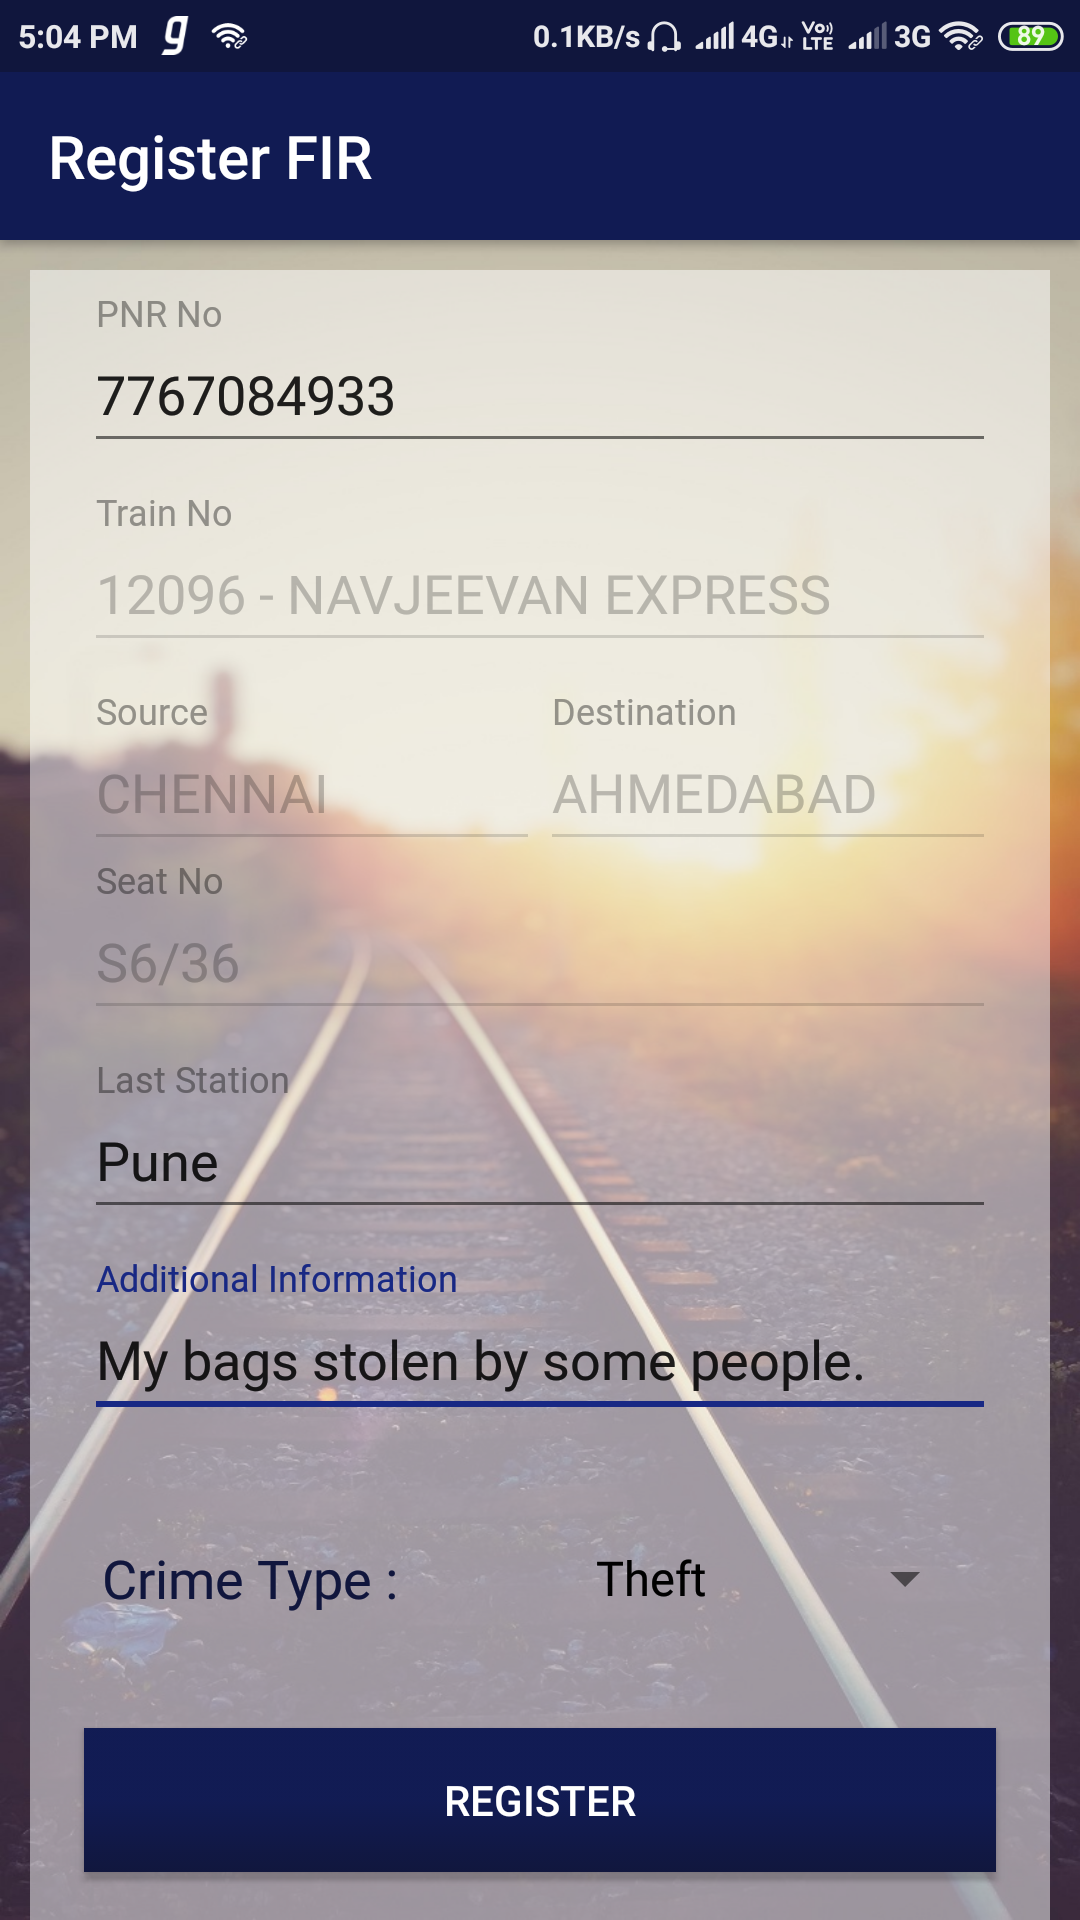 5:04 PM g 0.1KB/s 4G Vo)) LTE 3G 89
Register FIR
PNR No
7767084933
Train No
12096 - NAVJEEVAN EXPRESS
Source Destination
CHENNAI AHMEDABAD
Seat No
S6/36
Last Station
Pune
Additional Information
My bags stolen by some people.
Crime Type : Theft
REGISTER